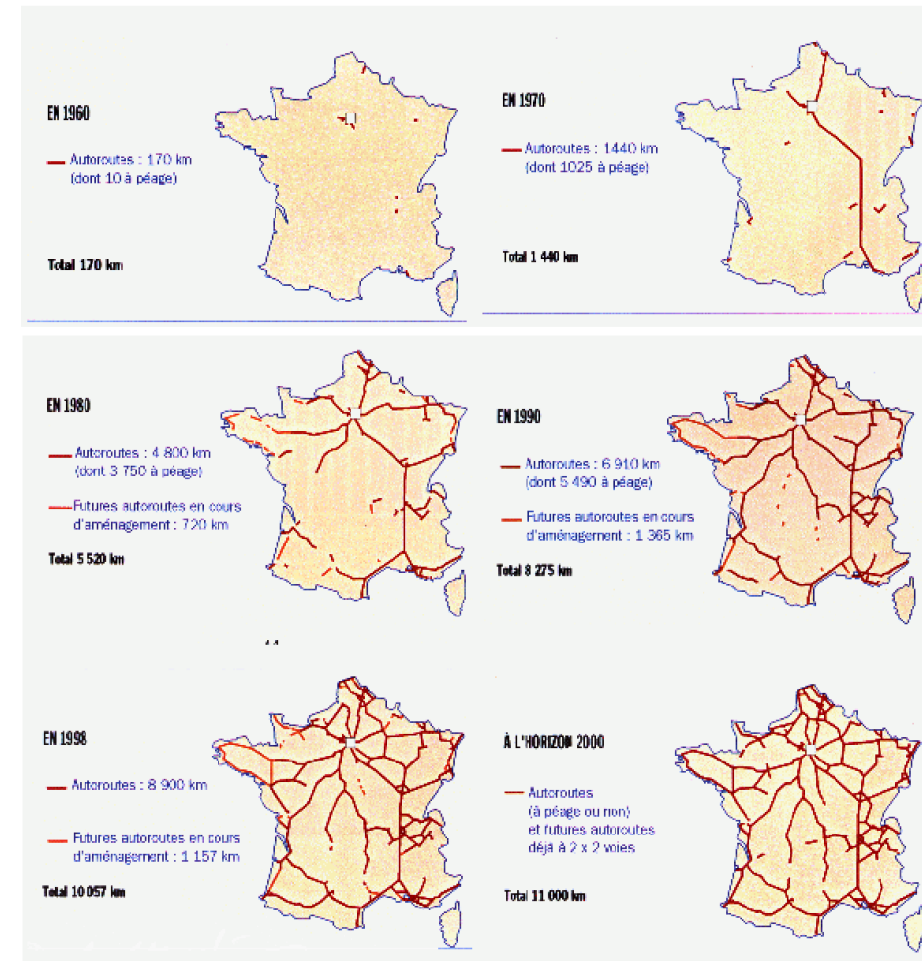 EN 1960
Autoroutes : 170 km
(dont 10 à péage)
Total 170 km
EN 1970
Autoroutes : 1440 km
(dont 1025 à péage)
Total 1 440 km
EN 1980
Autoroutes : 4 800 km
(dont 3 750 à péage)
Futures autoroutes en cours
d'aménagement : 720 km
Total 5 520 km
EN 1990
Autoroutes : 6 910 km
(dont 5 490 à péage)
Futures autoroutes en cours
d'aménagement : 1 365 km
Total 8 275 km
EN 1998
Autoroutes : 8 900 km
Futures autoroutes en cours
d'aménagement : 1 157 km
Total 10 057 km
À L'HORIZON 2000
Autoroutes
(à péage ou non)
et futures autoroutes
déjà à 2 x 2 voies
Total 11 000 km